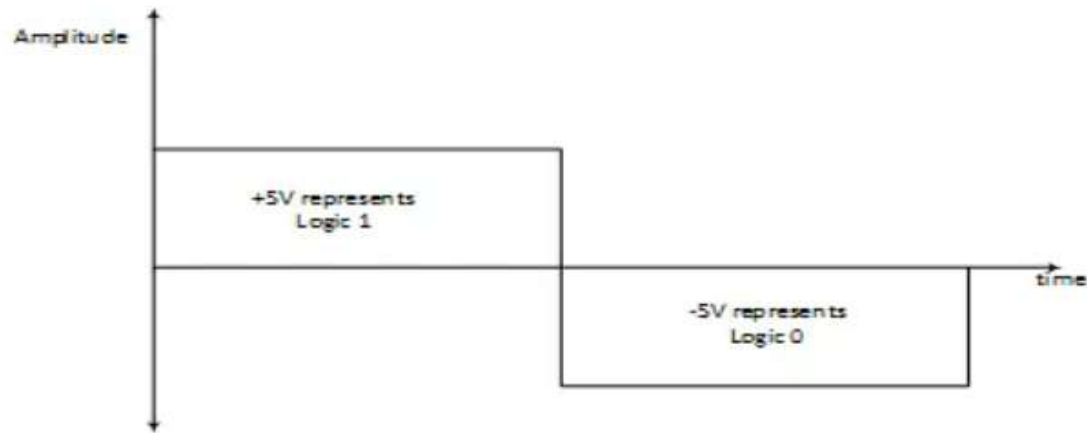 Amplitude
+5V represents
Logic 1
time
-5V represents
Logic 0